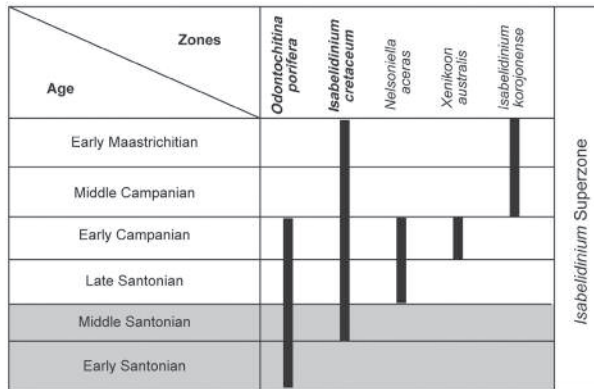 Zones
Age
Odontochitina
porifera
Isabelidinium
cretaceum
Nelsoniella
aceras
Xenikoon
australis
Isabelidinium
korojonense
Early Maastrichitian
Middle Campanian
Early Campanian
Late Santonian
Middle Santonian
Early Santonian
Isabelidinium Superzone